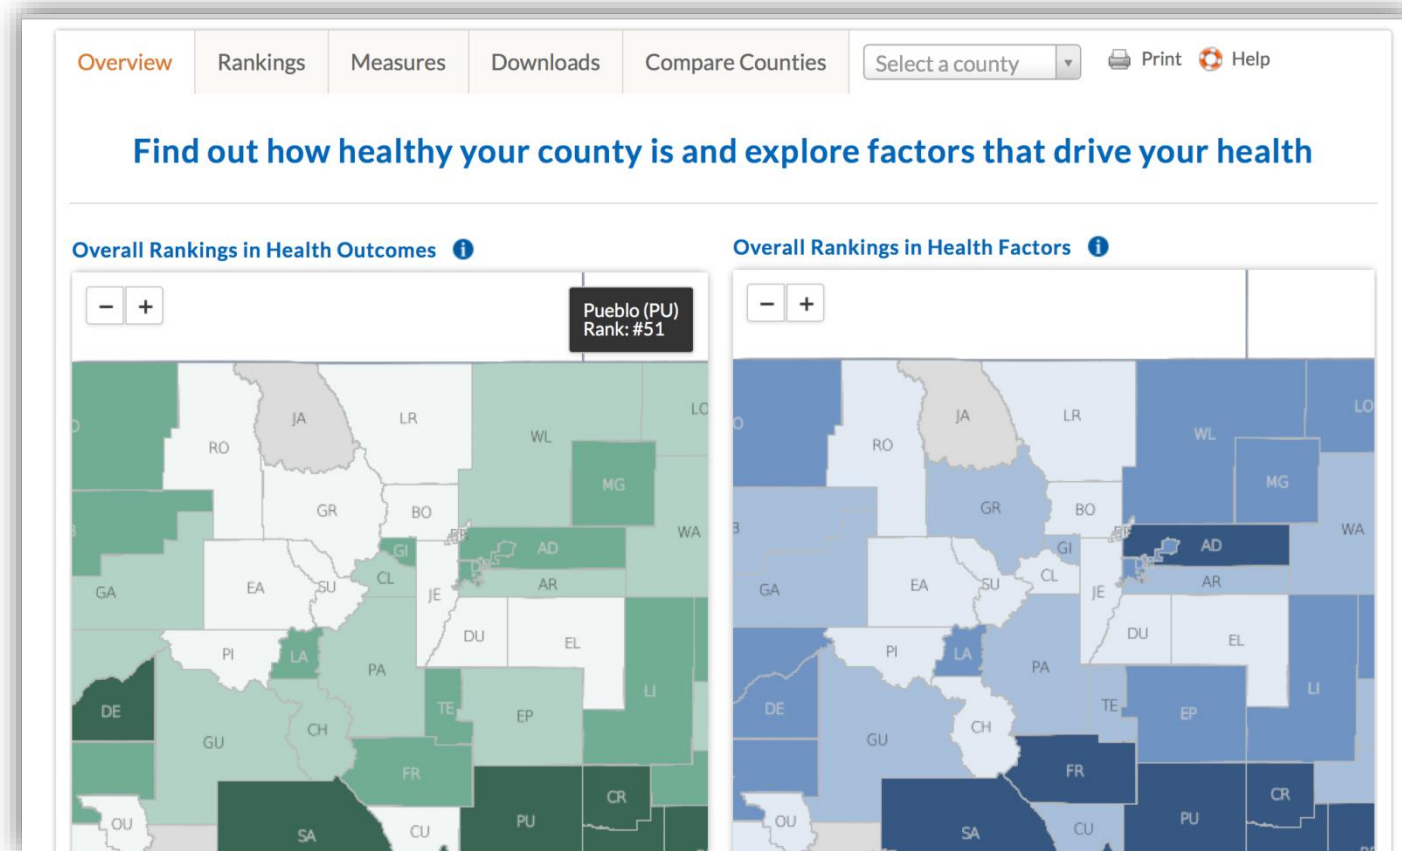 Overview Rankings Measures Downloads Compare Counties Select a county Print Help
Find out how healthy your county is and explore factors that drive your health
Overall Rankings in Health Outcomes
− +
Pueblo (PU)
Rank: #51
JA
LR
LO
RO
WL
MG
GR
BO
WA
GI
AD
CL
AR
GA
EA
SU
JE
DU
EL
PI
LA
PA
LI
DE
TE
EP
GU
CH
FR
CR
OU
SA
CU
PU
Overall Rankings in Health Factors
− +
JA
LR
LO
RO
WL
MG
GR
BO
WA
GI
AD
CL
AR
GA
EA
SU
JE
DU
EL
PI
LA
PA
LI
DE
TE
EP
GU
CH
FR
CR
OU
SA
CU
PU